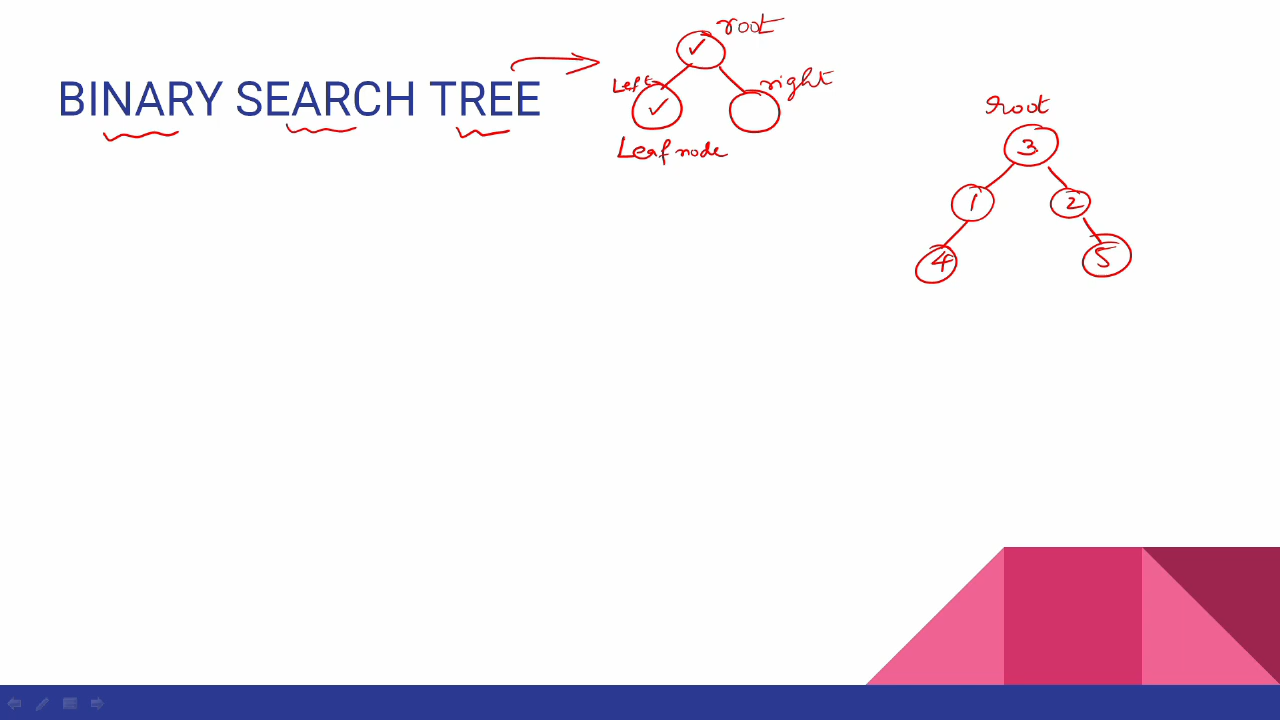 root
BINARY SEARCH TREE
Left
right
Leaf node
root
3
1
2
4
5